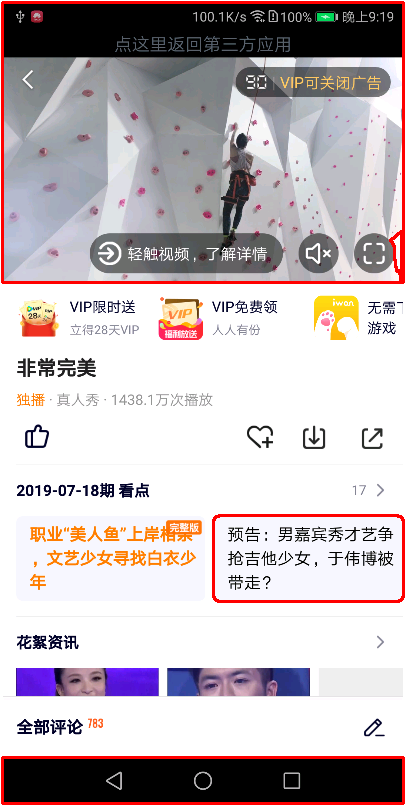 100.1K/s 100% 晚上9:19
点这里返回第三方应用
90 VIP可关闭广告
轻触视频，了解详情
VIP限时送
立得28天VIP
VIP
福利放送
VIP免费领
人人有份
iwan
无需下
游戏
非常完美
独播 · 真人秀 · 1438.1万次播放
2019-07-18期 看点
17
完整版
职业“美人鱼”上岸相亲
，文艺少女寻找白衣少
年
预告：男嘉宾秀才艺争
抢吉他少女，于伟博被
带走？
花絮资讯
全部评论 783